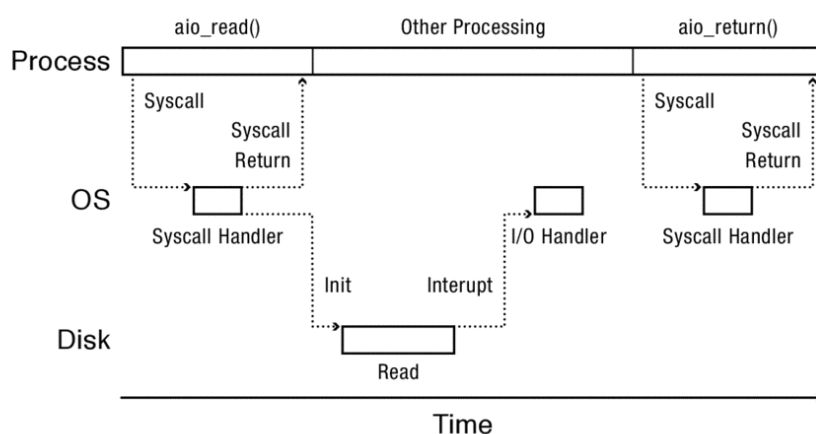 aio_read()
Other Processing
aio_return()
Process
Syscall
Syscall
Return
Syscall
Syscall
Return
OS
Syscall Handler
I/O Handler
Syscall Handler
Init
Interupt
Disk
Read
Time